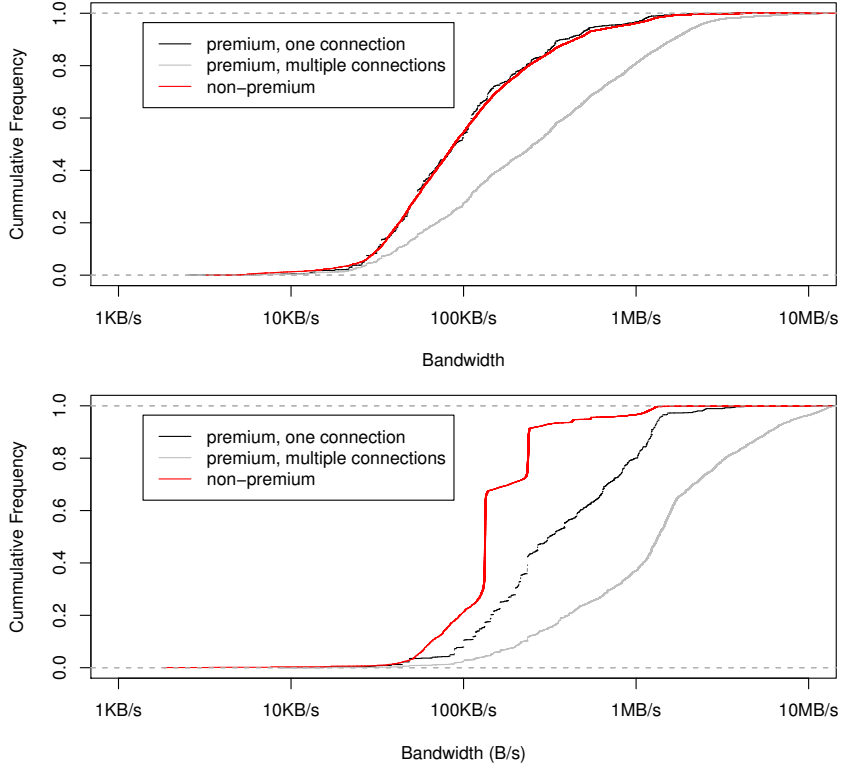 Cummulative Frequency
1.0
0.8
0.6
0.4
0.2
0.0
premium, one connection
premium, multiple connections
non−premium
1KB/s 10KB/s 100KB/s 1MB/s 10MB/s
Bandwidth
Cummulative Frequency
1.0
0.8
0.6
0.4
0.2
0.0
premium, one connection
premium, multiple connections
non−premium
1KB/s 10KB/s 100KB/s 1MB/s 10MB/s
Bandwidth (B/s)